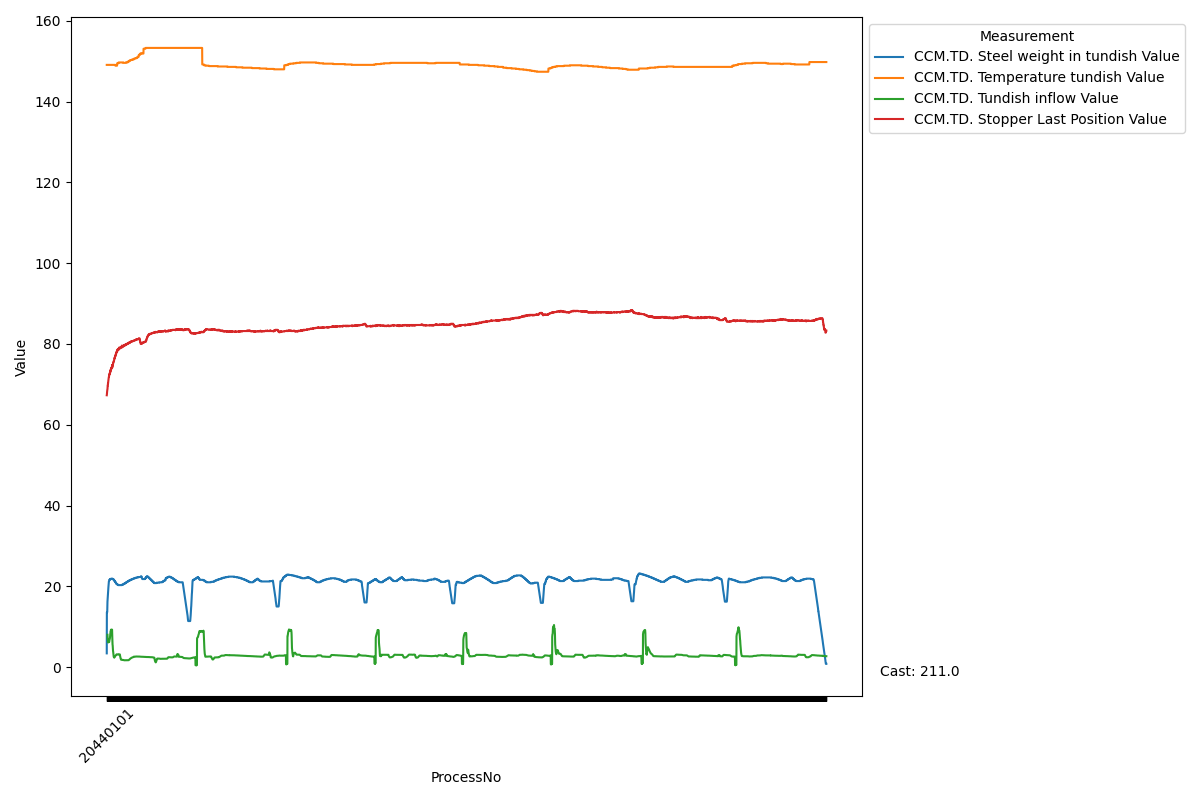 160
140
120
100
80
60
40
20
0
Value
20440101
ProcessNo
Measurement
CCM.TD. Steel weight in tundish Value
CCM.TD. Temperature tundish Value
CCM.TD. Tundish inflow Value
CCM.TD. Stopper Last Position Value
Cast: 211.0